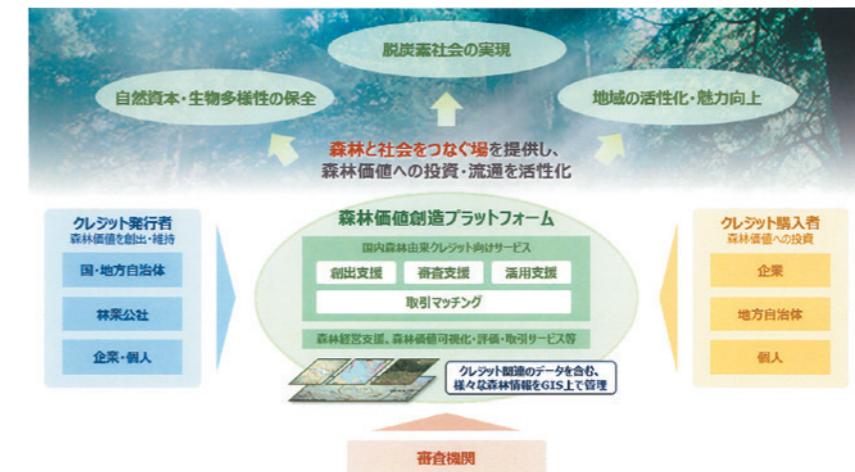 脱炭素社会の実現
自然資本・生物多様性の保全
地域の活性化・魅力向上
森林と社会をつなぐ場を提供し、
森林価値への投資・流通を活性化
クレジット発行者
森林価値を創出・維持
国・地方自治体
林業公社
企業・個人
森林価値創造プラットフォーム
国内森林由来クレジット向けサービス
創出支援
審査支援
活用支援
取引マッチング
森林経営支援、森林価値可視化・評価・取引サービス等
クレジット関連のデータを含む、
様々な森林情報をGIS上で管理
クレジット購入者
森林価値への投資
企業
地方自治体
個人
審査機関